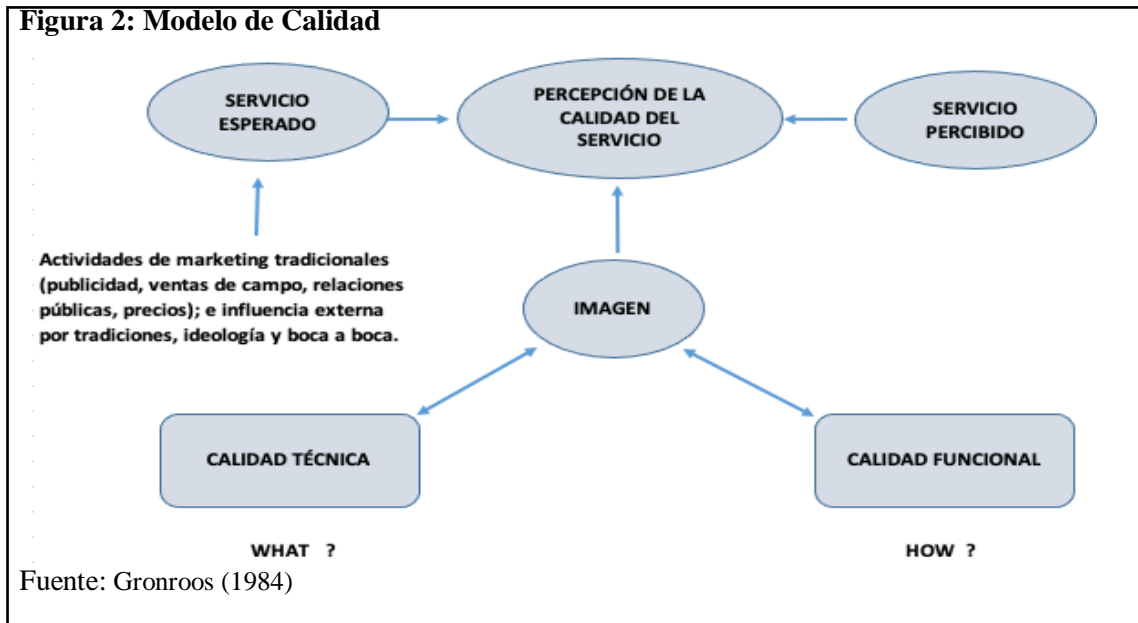 Figura 2: Modelo de Calidad
SERVICIO
ESPERADO
PERCEPCIÓN DE LA
CALIDAD DEL
SERVICIO
SERVICIO
PERCIBIDO
Actividades de marketing tradicionales
(publicidad, ventas de campo, relaciones
públicas, precios); e influencia externa
por tradiciones, ideología y boca a boca.
IMAGEN
CALIDAD TÉCNICA
CALIDAD FUNCIONAL
WHAT ?
HOW ?
Fuente: Gronroos (1984)